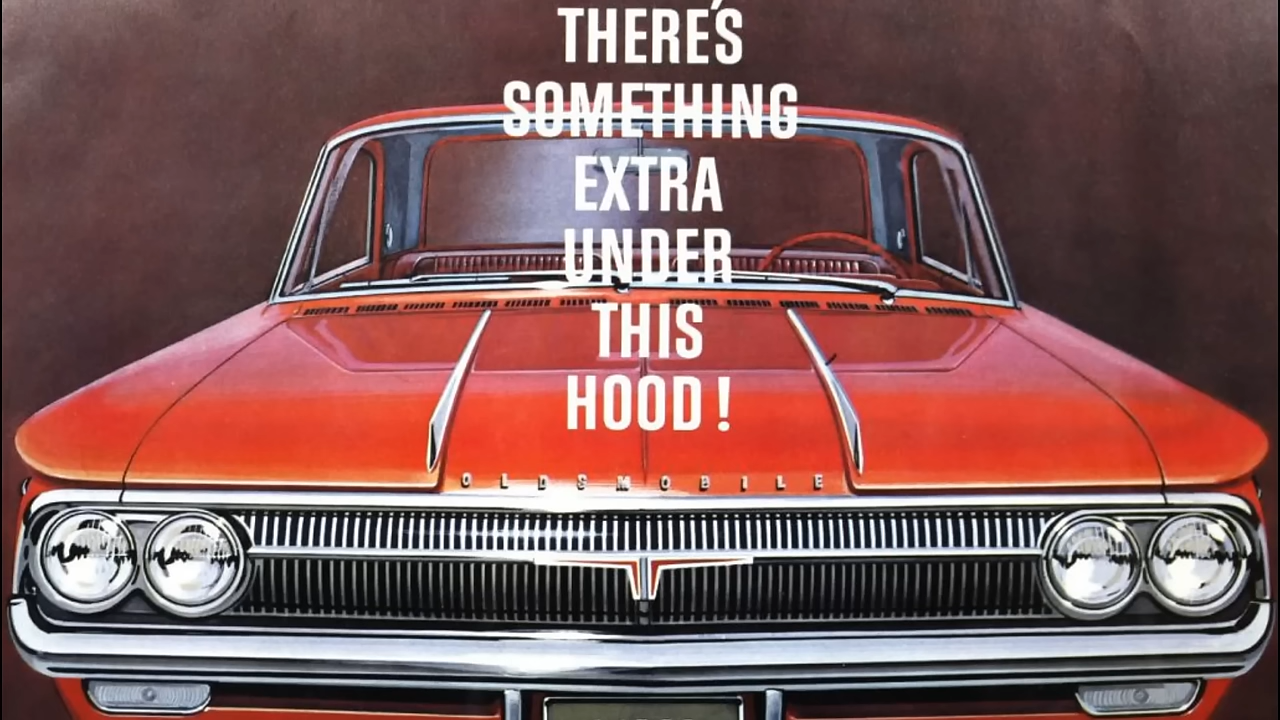 THERE'S
SOMETHING
EXTRA
UNDER
THIS
HOOD!
OLDSMOBILE